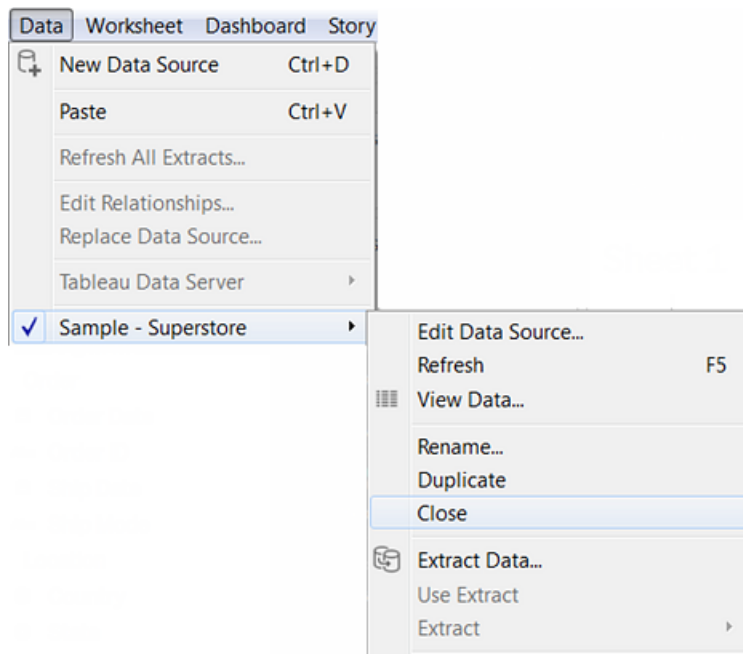 Data Worksheet Dashboard Story
New Data Source Ctrl+D
Paste Ctrl+V
Refresh All Extracts...
Edit Relationships...
Replace Data Source...
Tableau Data Server
Sample - Superstore
Edit Data Source...
Refresh F5
View Data...
Rename...
Duplicate
Close
Extract Data...
Use Extract
Extract